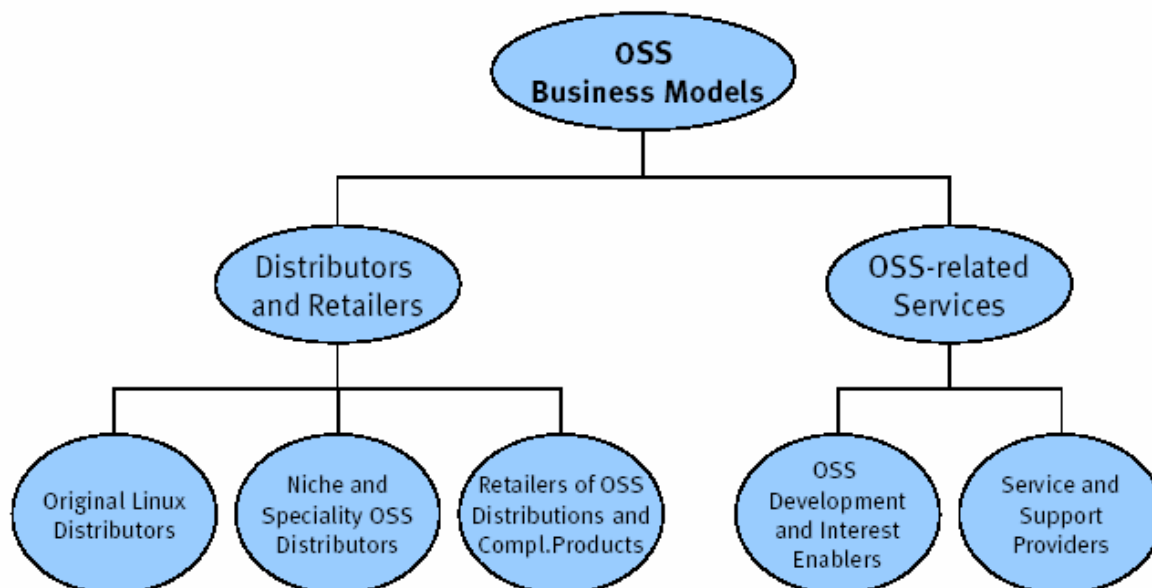 OSS
Business Models
Distributors
and Retailers
OSS-related
Services
Original Linux
Distributors
Niche and
Speciality OSS
Distributors
Retailers of OSS
Distributions and
Compl.Products
OSS
Development
and Interest
Enablers
Service and
Support
Providers